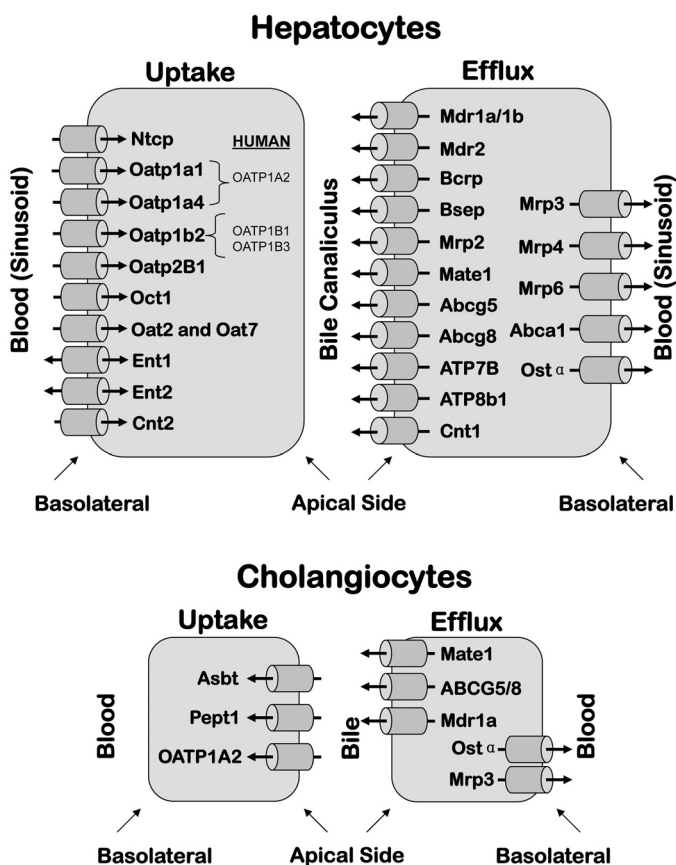 Hepatocytes
Uptake
Blood (Sinusoid)
Ntcp
HUMAN
Oatp1a1
OATP1A2
Oatp1a4
Oatp1b2
OATP1B1
OATP1B3
Oatp2B1
Oct1
Oat2 and Oat7
Ent1
Ent2
Cnt2
Efflux
Bile Canaliculus
Mdr1a/1b
Mdr2
Bcrp
Bsep
Mrp2
Mate1
Abcg5
Abcg8
ATP7B
ATP8b1
Cnt1
Mrp3
Mrp4
Mrp6
Abca1
Ost α
Blood (Sinusoid)
Basolateral
Apical Side
Basolateral
Cholangiocytes
Uptake
Blood
Asbt
Pept1
OATP1A2
Efflux
Bile
Mate1
ABCG5/8
Mdr1a
Ost α
Mrp3
Blood
Basolateral
Apical Side
Basolateral